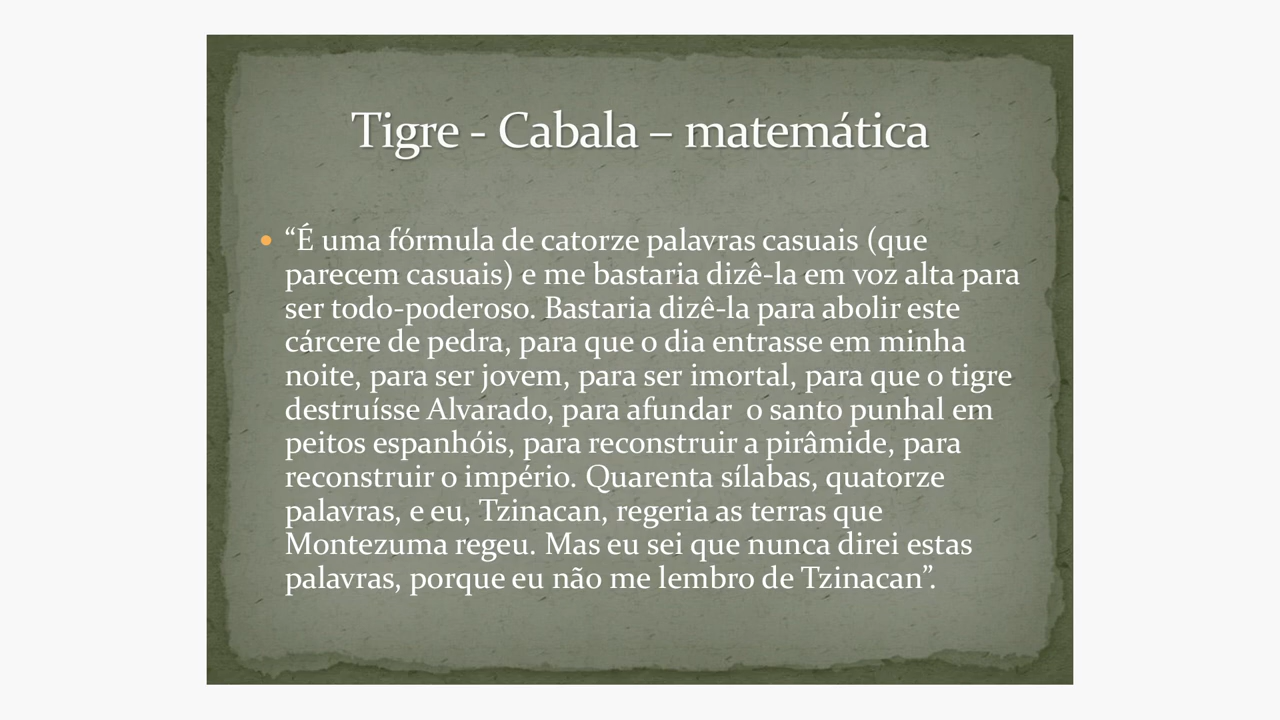 Tigre - Cabala – matemática
• “É uma fórmula de catorze palavras casuais (que
parecem casuais) e me bastaria dizê-la em voz alta para
ser todo-poderoso. Bastaria dizê-la para abolir este
cárcere de pedra, para que o dia entrasse em minha
noite, para ser jovem, para ser imortal, para que o tigre
destruísse Alvarado, para afundar  o santo punhal em
peitos espanhóis, para reconstruir a pirâmide, para
reconstruir o império. Quarenta sílabas, quatorze
palavras, e eu, Tzinacan, regeria as terras que
Montezuma regeu. Mas eu sei que nunca direi estas
palavras, porque eu não me lembro de Tzinacan”.